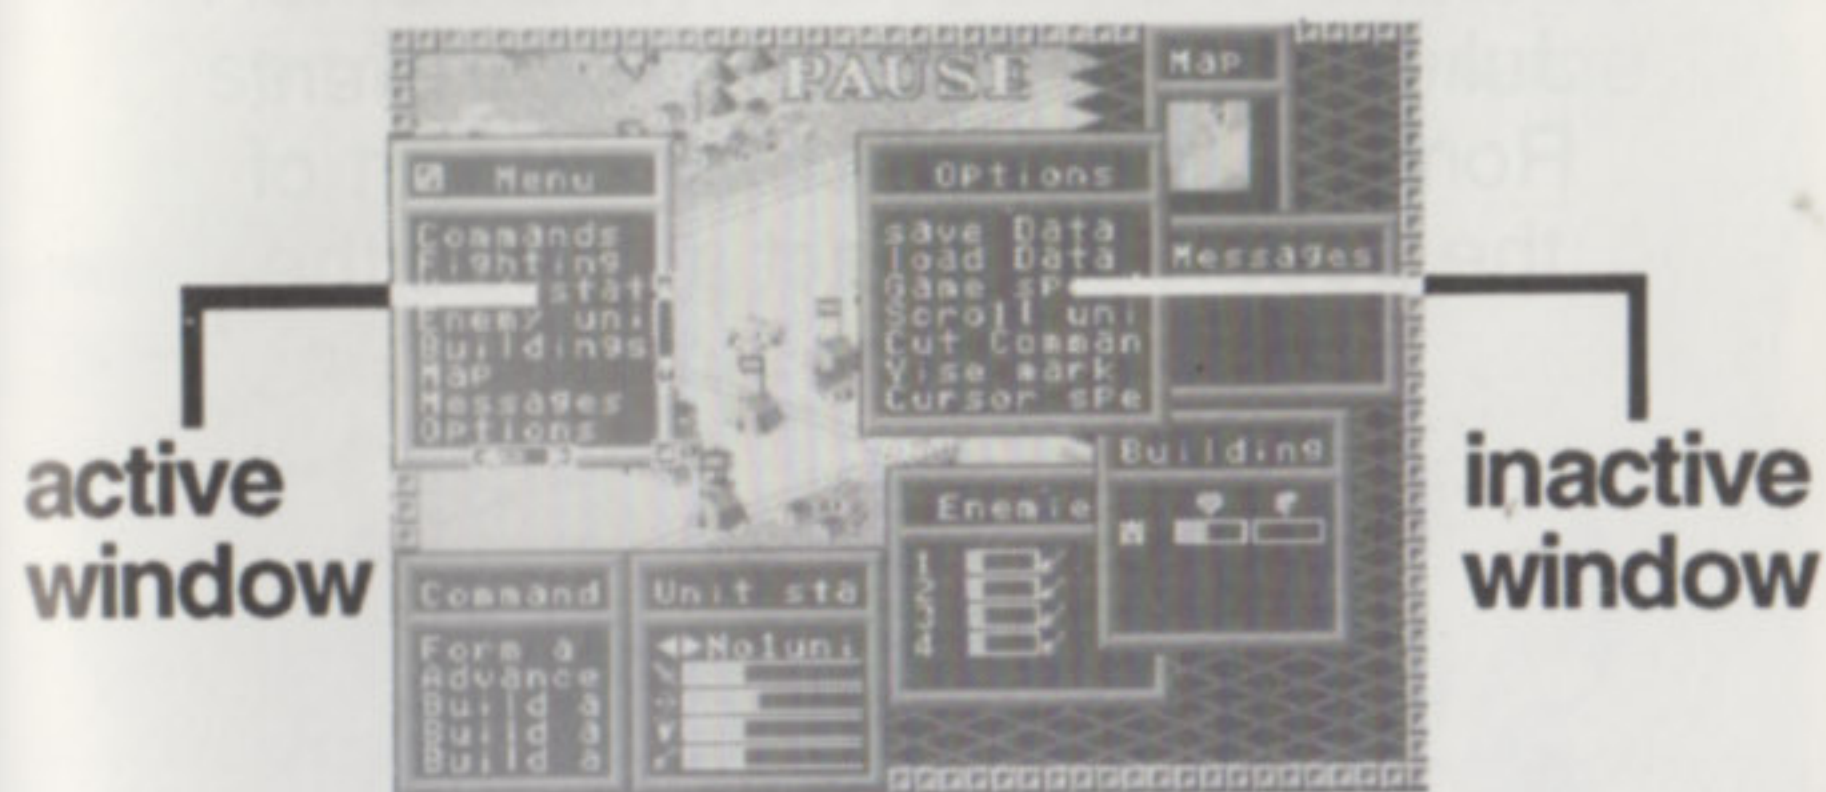 PAUSE
Map
Menu
Commands
Fighting
stat
Enemy uni
Buildings
Map
Messages
Options
Options
save Data
load Data
Game spe
Scroll uni
Cut Comman
Vise mark
Cursor spe
Messages
Building
Enemie
1
2
3
4
Command
Form a
Advance
Build a
Build a
Build a
Unit sta
No1uni
active
window
inactive
window